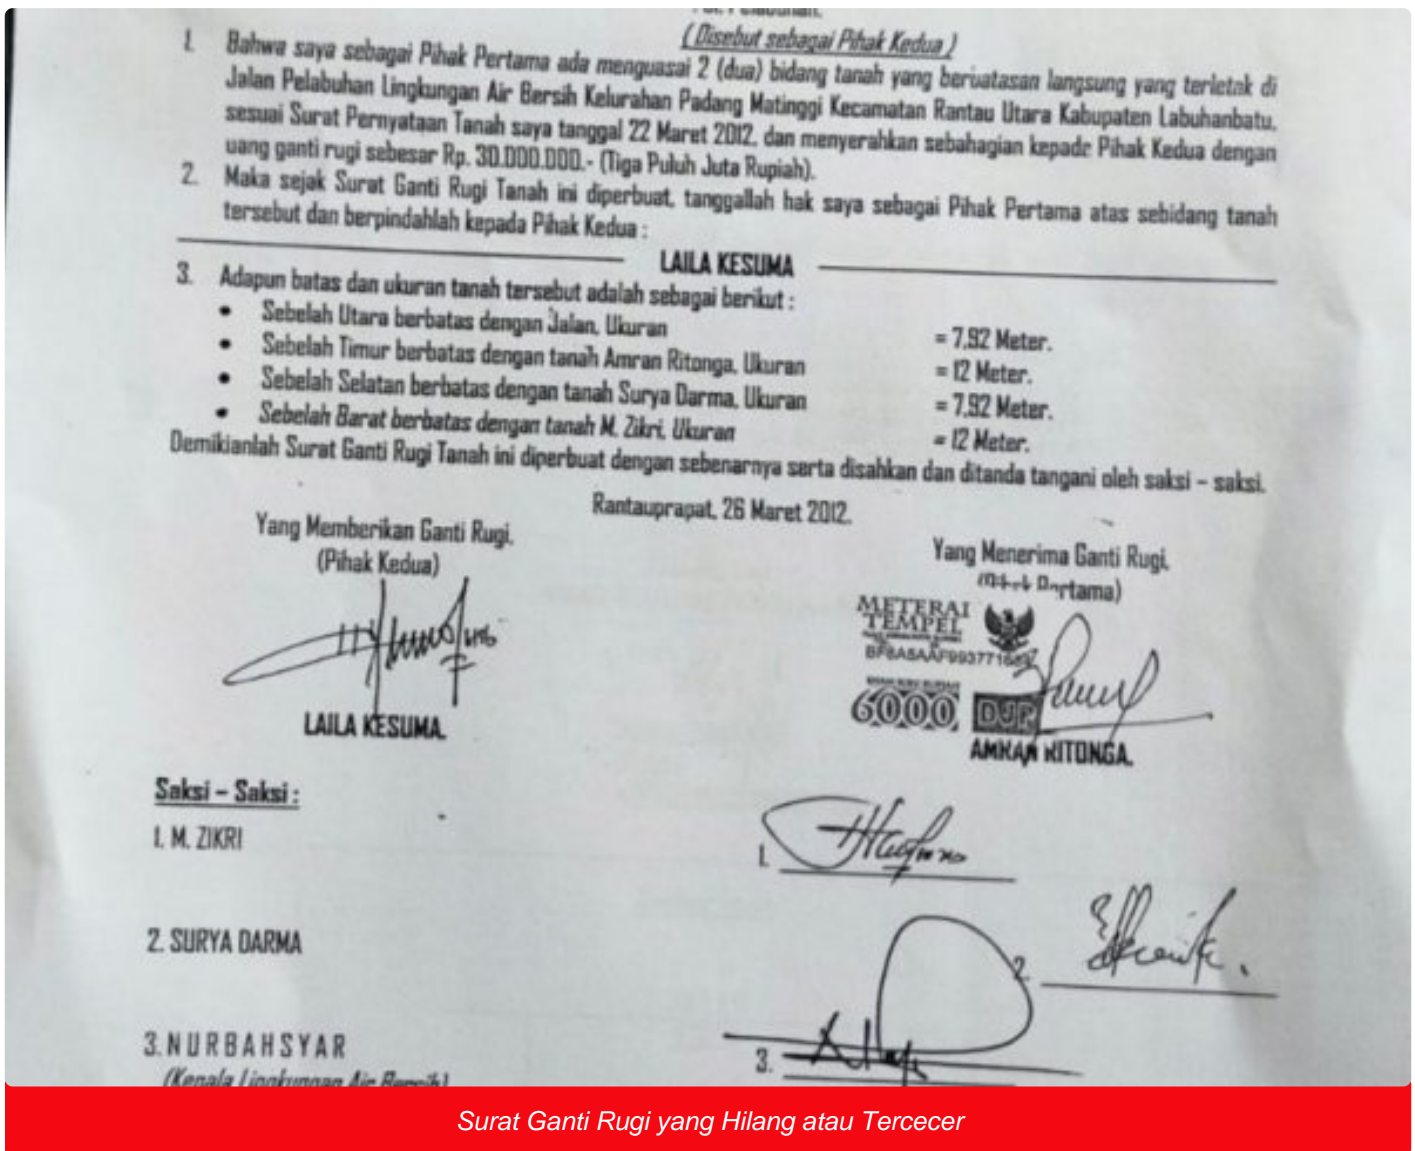 ( Disebut sebagai Pihak Kedua )
1. Bahwa saya sebagai Pihak Pertama ada menguasai 2 (dua) bidang tanah yang berbatasan langsung yang terletak di
Jalan Pelabuhan Lingkungan Air Bersih Kelurahan Padang Matinggi Kecamatan Rantau Utara Kabupaten Labuhanbatu,
sesuai Surat Pernyataan Tanah saya tanggal 22 Maret 2012, dan menyerahkan sebahagian kepada Pihak Kedua dengan
uang ganti rugi sebesar Rp. 30.000.000.- (Tiga Puluh Juta Rupiah).
2. Maka sejak Surat Ganti Rugi Tanah ini diperbuat, tanggallah hak saya sebagai Pihak Pertama atas sebidang tanah
tersebut dan berpindahlah kepada Pihak Kedua :
LAILA KESUMA
3. Adapun batas dan ukuran tanah tersebut adalah sebagai berikut :
• Sebelah Utara berbatas dengan Jalan, Ukuran = 7,92 Meter.
• Sebelah Timur berbatas dengan tanah Amran Ritonga, Ukuran = 12 Meter.
• Sebelah Selatan berbatas dengan tanah Surya Darma, Ukuran = 7,92 Meter.
• Sebelah Barat berbatas dengan tanah M. Zikri, Ukuran = 12 Meter.
Demikianlah Surat Ganti Rugi Tanah ini diperbuat dengan sebenarnya serta disahkan dan ditanda tangani oleh saksi – saksi.
Rantauprapat, 26 Maret 2012.
Yang Memberikan Ganti Rugi,
(Pihak Kedua)
Yang Menerima Ganti Rugi,
Pertama)
METERAI
TEMPEL
6000
LAILA KESUMA.
AMRAN RITONGA.
Saksi – Saksi :
1. M. ZIKRI
1.
2. SURYA DARMA
2.
3. NURBAHSYAR
3.
(Kepala Lingkungan Air Bersih)
Surat Ganti Rugi yang Hilang atau Tercecer